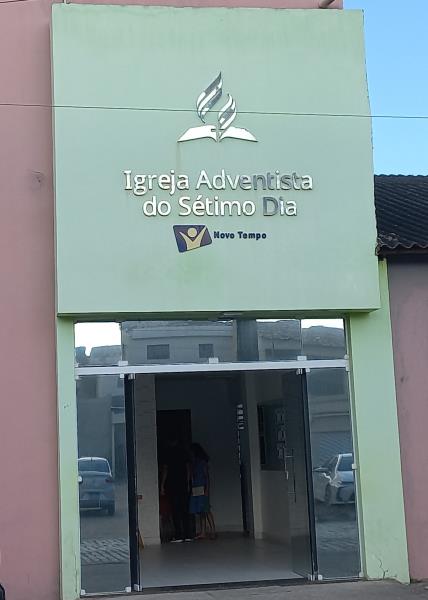 Igreja Adventista
do Sétimo Dia
Novo Tempo